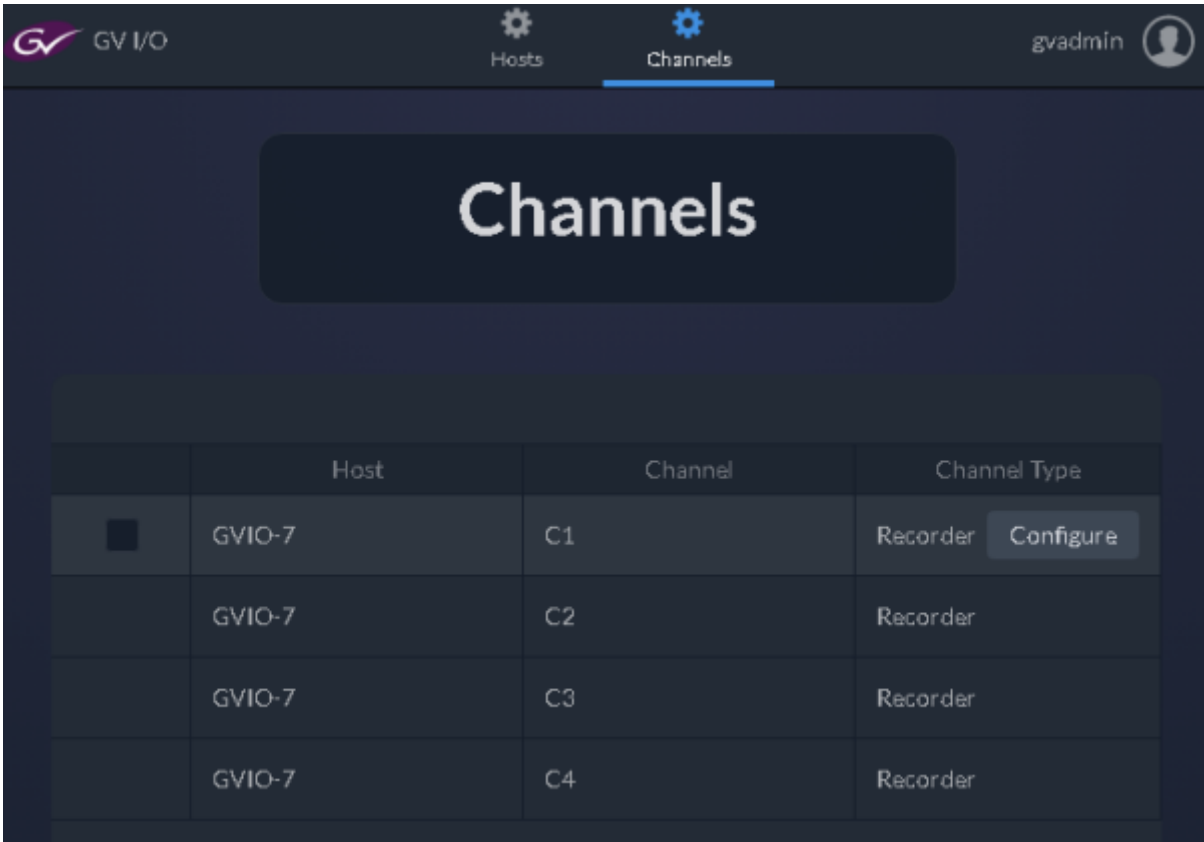 GV GV I/O
Hosts
Channels
gvadmin
Channels
Host Channel Channel Type
GVIO-7 C1 Recorder Configure
GVIO-7 C2 Recorder
GVIO-7 C3 Recorder
GVIO-7 C4 Recorder